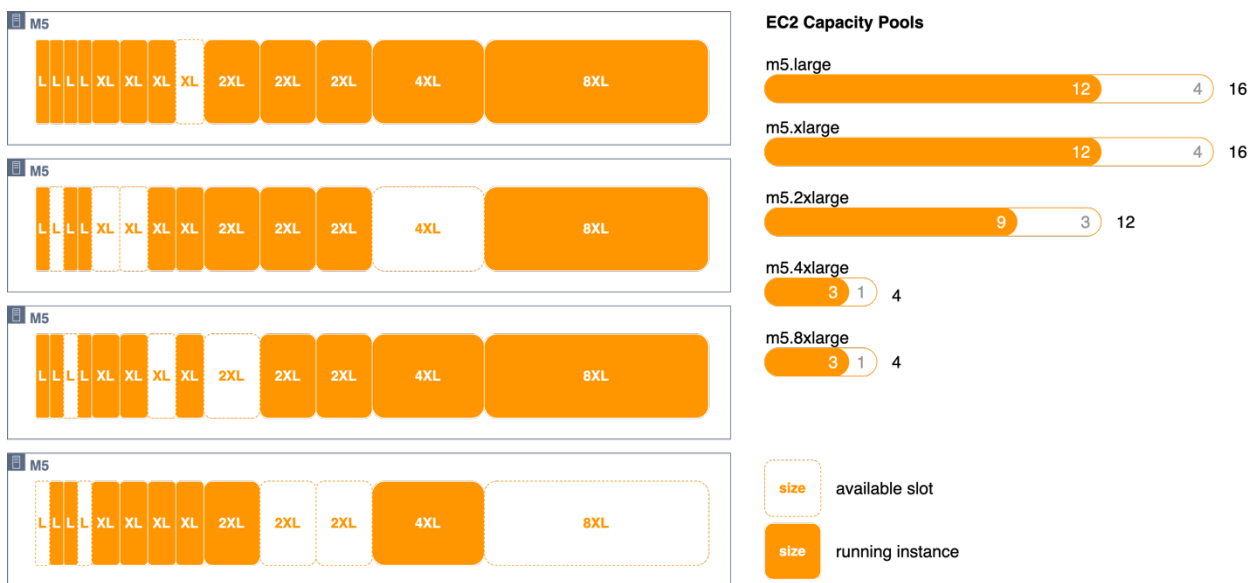 M5
L L L L XL XL XL XL 2XL 2XL 2XL 4XL 8XL
M5
L L L L XL XL XL XL 2XL 2XL 2XL 4XL 8XL
M5
L L L L XL XL XL XL 2XL 2XL 2XL 4XL 8XL
M5
L L L L XL XL XL XL 2XL 2XL 2XL 4XL 8XL
EC2 Capacity Pools
m5.large
12 4 16
m5.xlarge
12 4 16
m5.2xlarge
9 3 12
m5.4xlarge
3 1 4
m5.8xlarge
3 1 4
size available slot
size running instance